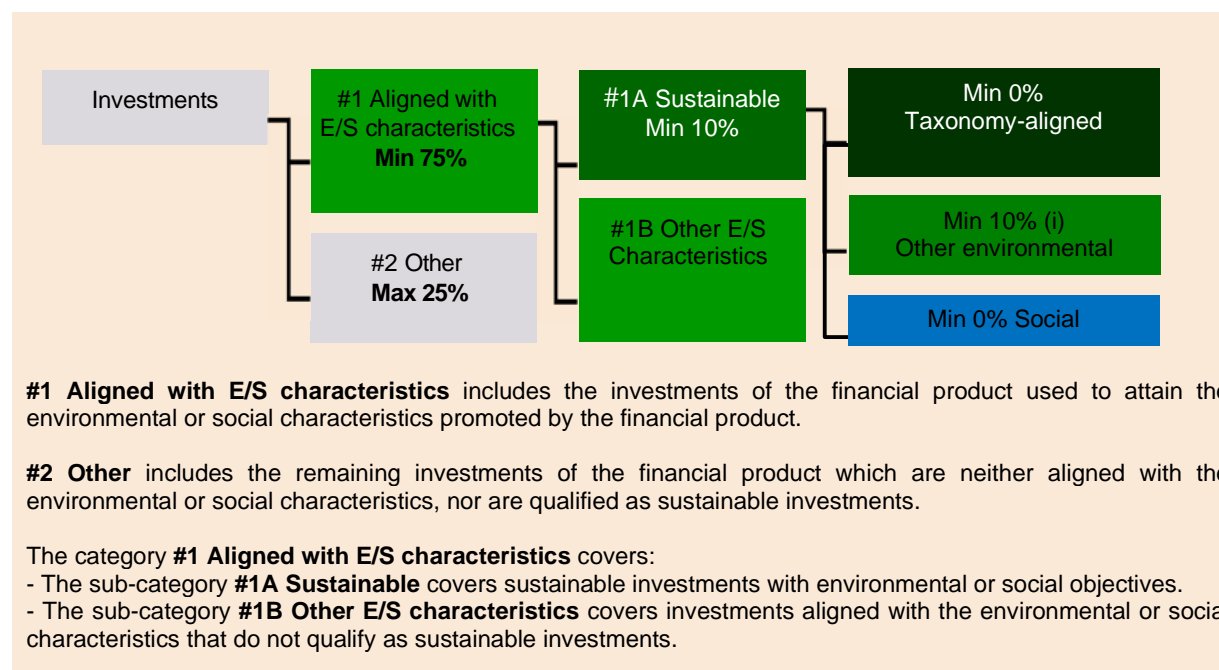 Investments
#1 Aligned with
E/S characteristics
Min 75%
#2 Other
Max 25%
#1A Sustainable
Min 10%
#1B Other E/S
Characteristics
Min 0%
Taxonomy-aligned
Min 10% (i)
Other environmental
Min 0% Social
#1 Aligned with E/S characteristics includes the investments of the financial product used to attain the
environmental or social characteristics promoted by the financial product.
#2 Other includes the remaining investments of the financial product which are neither aligned with the
environmental or social characteristics, nor are qualified as sustainable investments.
The category #1 Aligned with E/S characteristics covers:
- The sub-category #1A Sustainable covers sustainable investments with environmental or social objectives.
- The sub-category #1B Other E/S characteristics covers investments aligned with the environmental or social
characteristics that do not qualify as sustainable investments.